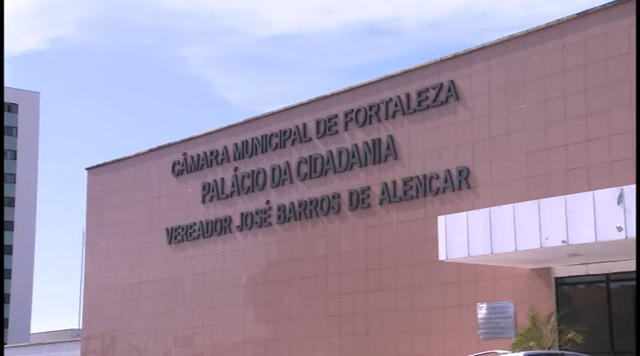 CÂMARA MUNICIPAL DE FORTALEZA
PALÁCIO DA CIDADANIA
VEREADOR JOSÉ BARROS DE ALENCAR